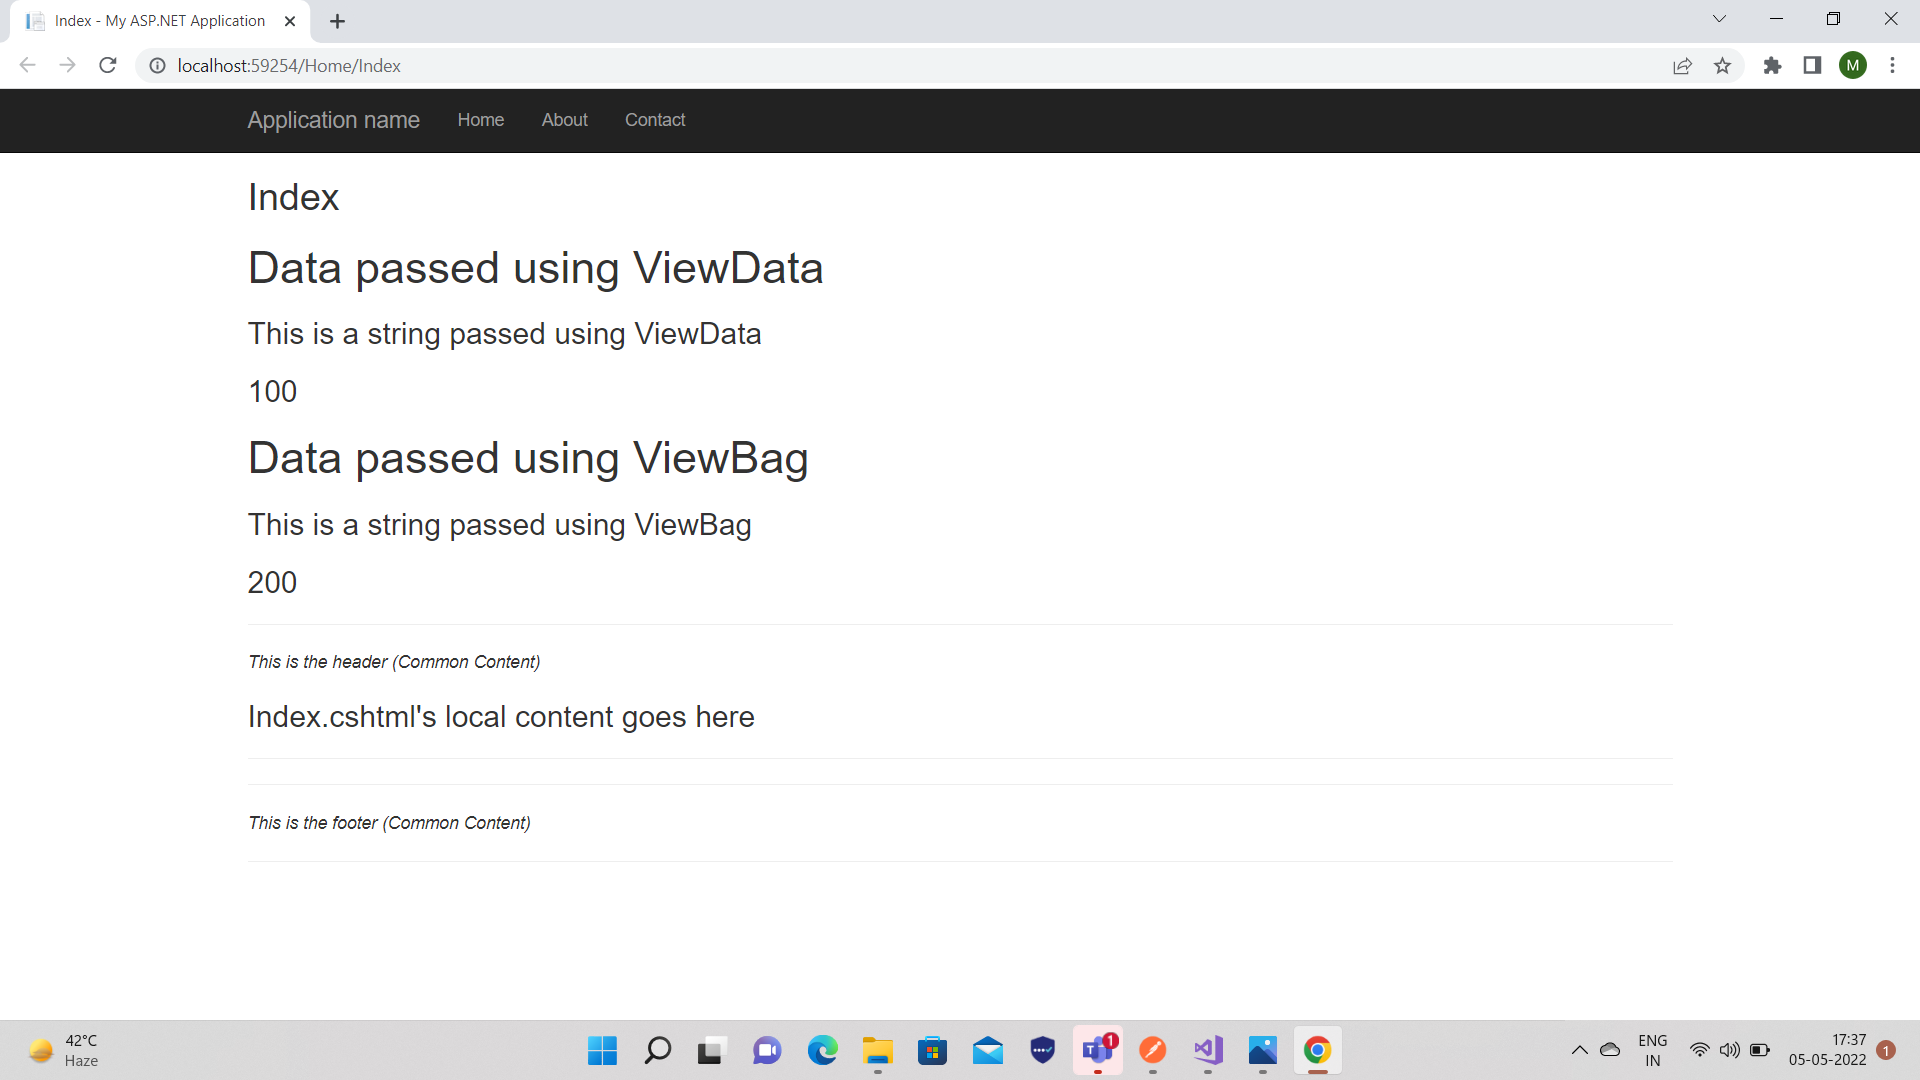 Index - My ASP.NET Application
localhost:59254/Home/Index
M
Application name Home About Contact
Index
Data passed using ViewData
This is a string passed using ViewData
100
Data passed using ViewBag
This is a string passed using ViewBag
200
This is the header (Common Content)
Index.cshtml's local content goes here
This is the footer (Common Content)
42°C
Haze
1
ENG
IN
17:37
05-05-2022
1